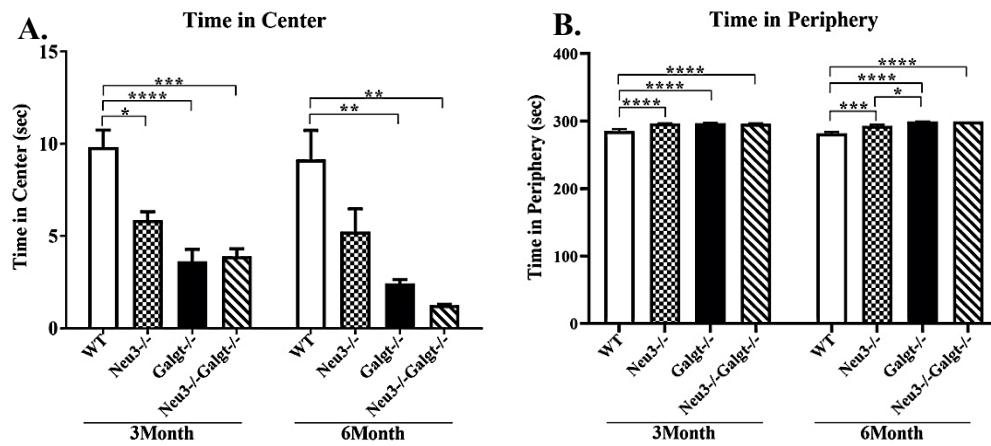 A.
Time in Center
Time in Center (sec)
15
10
5
0
***
****
*
**
**
WT
Neu3-/-
Galgt-/-
Neu3-/-Galgt-/-
WT
Neu3-/-
Galgt-/-
Neu3-/-Galgt-/-
3Month
6Month
B.
Time in Periphery
Time in Periphery (sec)
400
300
200
100
0
****
****
****
****
****
*
***
WT
Neu3-/-
Galgt-/-
Neu3-/-Galgt-/-
WT
Neu3-/-
Galgt-/-
Neu3-/-Galgt-/-
3Month
6Month